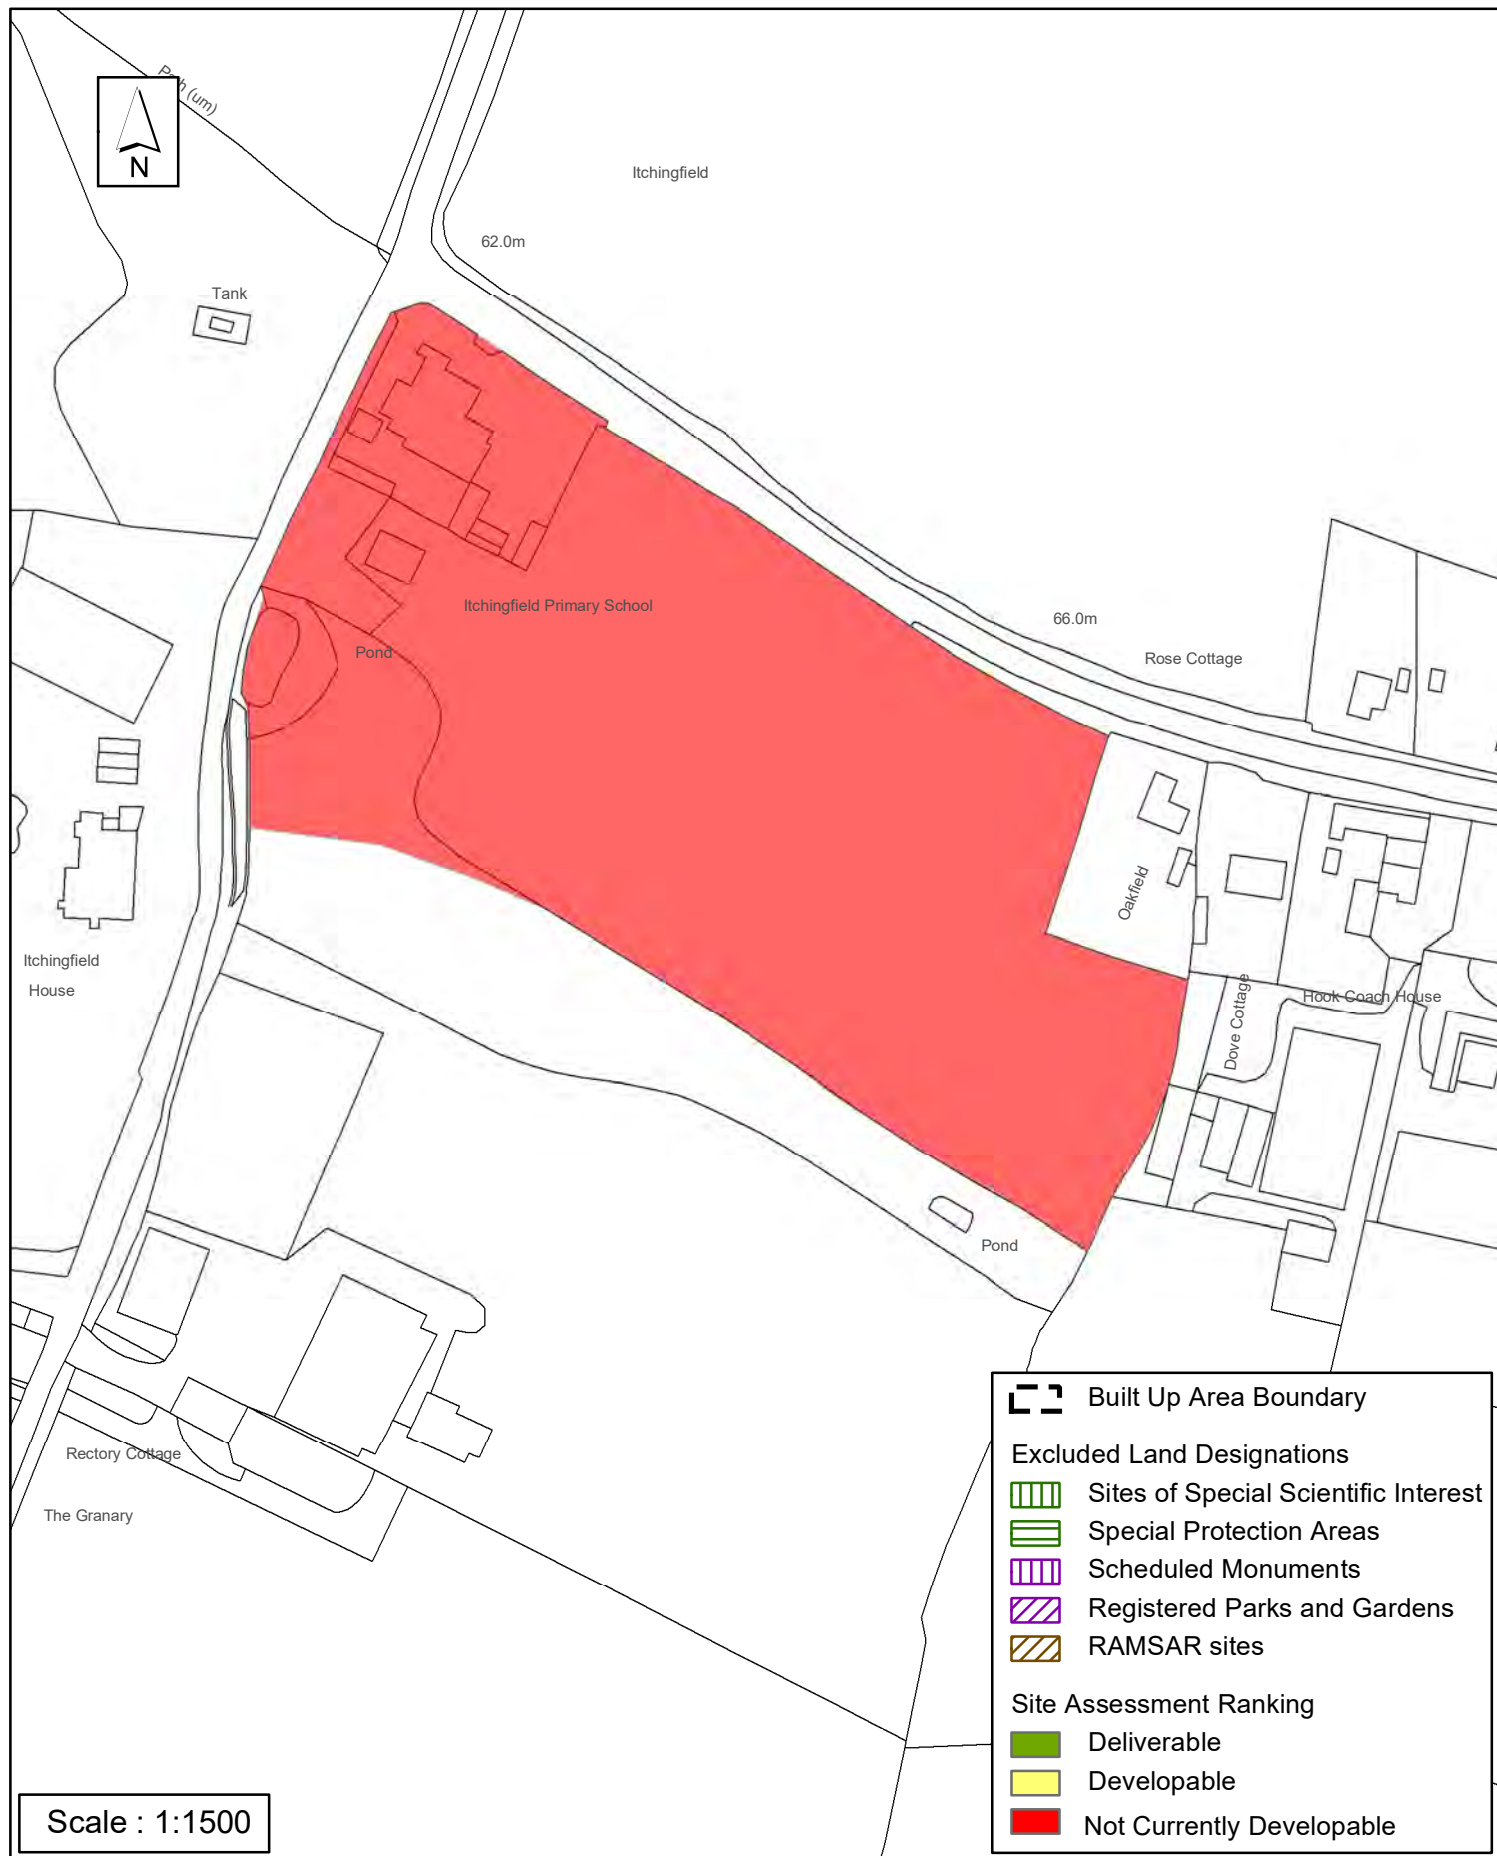 Path (um)
N
Itchingfield
62.0m
Tank
Itchingfield Primary School
66.0m
Pond
Rose Cottage
Oakfield
Itchingfield
House
Dove Cottage
Hook Coach House
Pond
Rectory Cottage
The Granary
Built Up Area Boundary
Excluded Land Designations
Sites of Special Scientific Interest
Special Protection Areas
Scheduled Monuments
Registered Parks and Gardens
RAMSAR sites
Site Assessment Ranking
Deliverable
Developable
Not Currently Developable
Scale : 1:1500